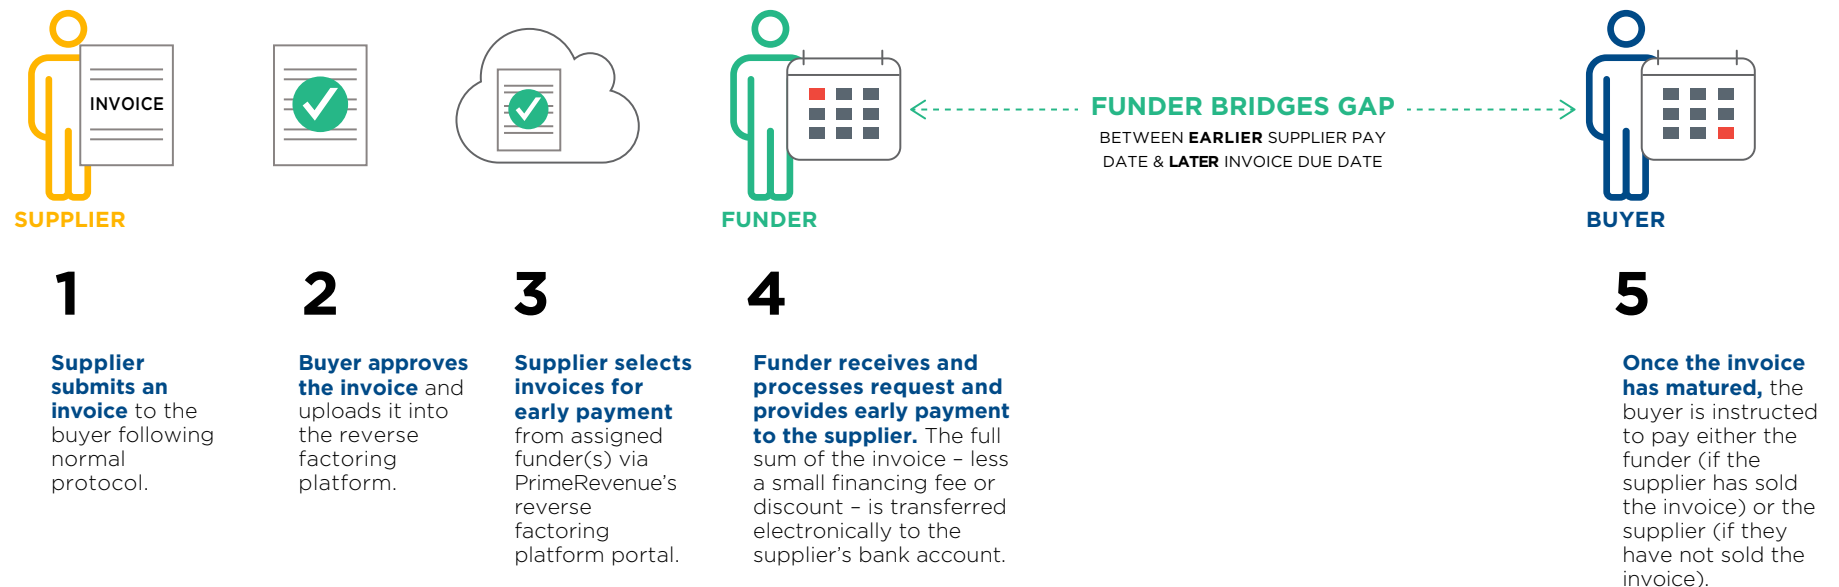 INVOICE
SUPPLIER
FUNDER
FUNDER BRIDGES GAP
BETWEEN EARLIER SUPPLIER PAY
DATE & LATER INVOICE DUE DATE
BUYER
1
Supplier
submits an
invoice to the
buyer following
normal
protocol.
2
Buyer approves
the invoice and
uploads it into
the reverse
factoring
platform.
3
Supplier selects
invoices for
early payment
from assigned
funder(s) via
PrimeRevenue's
reverse
factoring
platform portal.
4
Funder receives and
processes request and
provides early payment
to the supplier. The full
sum of the invoice – less
a small financing fee or
discount – is transferred
electronically to the
supplier's bank account.
5
Once the invoice
has matured, the
buyer is instructed
to pay either the
funder (if the
supplier has sold
the invoice) or the
supplier (if they
have not sold the
invoice).